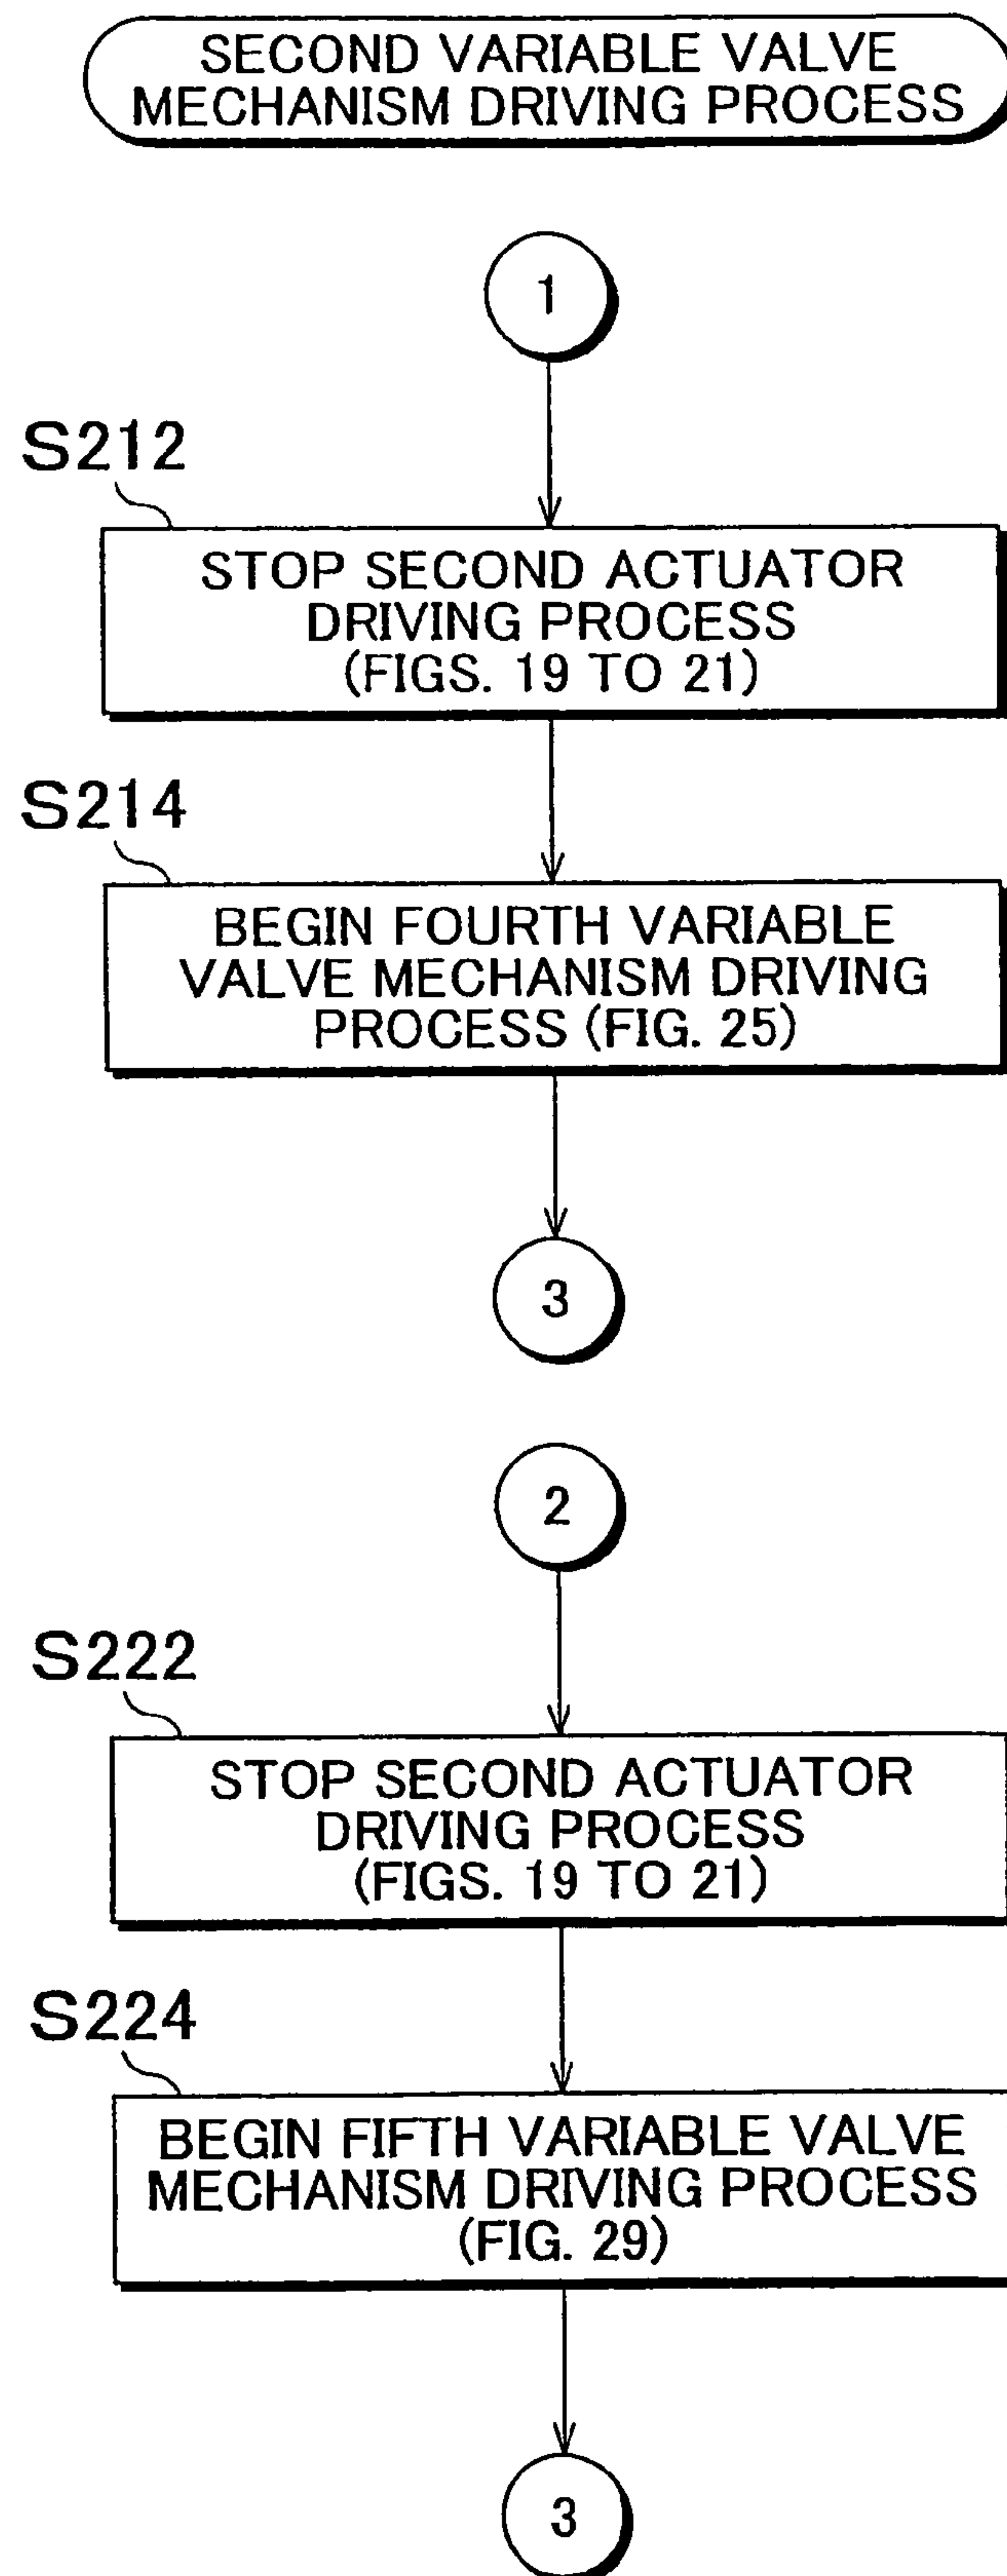 SECOND VARIABLE VALVE
MECHANISM DRIVING PROCESS
1
S212
STOP SECOND ACTUATOR
DRIVING PROCESS
(FIGS. 19 TO 21)
S214
BEGIN FOURTH VARIABLE
VALVE MECHANISM DRIVING
PROCESS (FIG. 25)
3
2
S222
STOP SECOND ACTUATOR
DRIVING PROCESS
(FIGS. 19 TO 21)
S224
BEGIN FIFTH VARIABLE VALVE
MECHANISM DRIVING PROCESS
(FIG. 29)
3